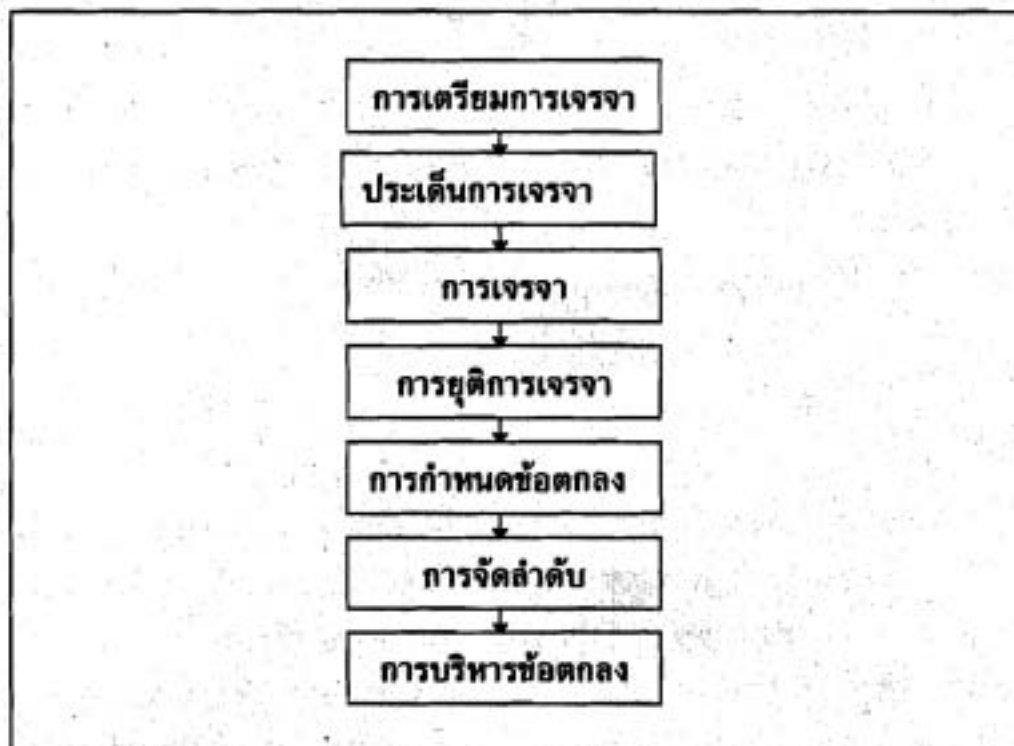 การเตรียมการเจรจา
ประเด็นการเจรจา
การเจรจา
การยุติการเจรจา
การกำหนดข้อตกลง
การจัดลำดับ
การบริหารข้อตกลง